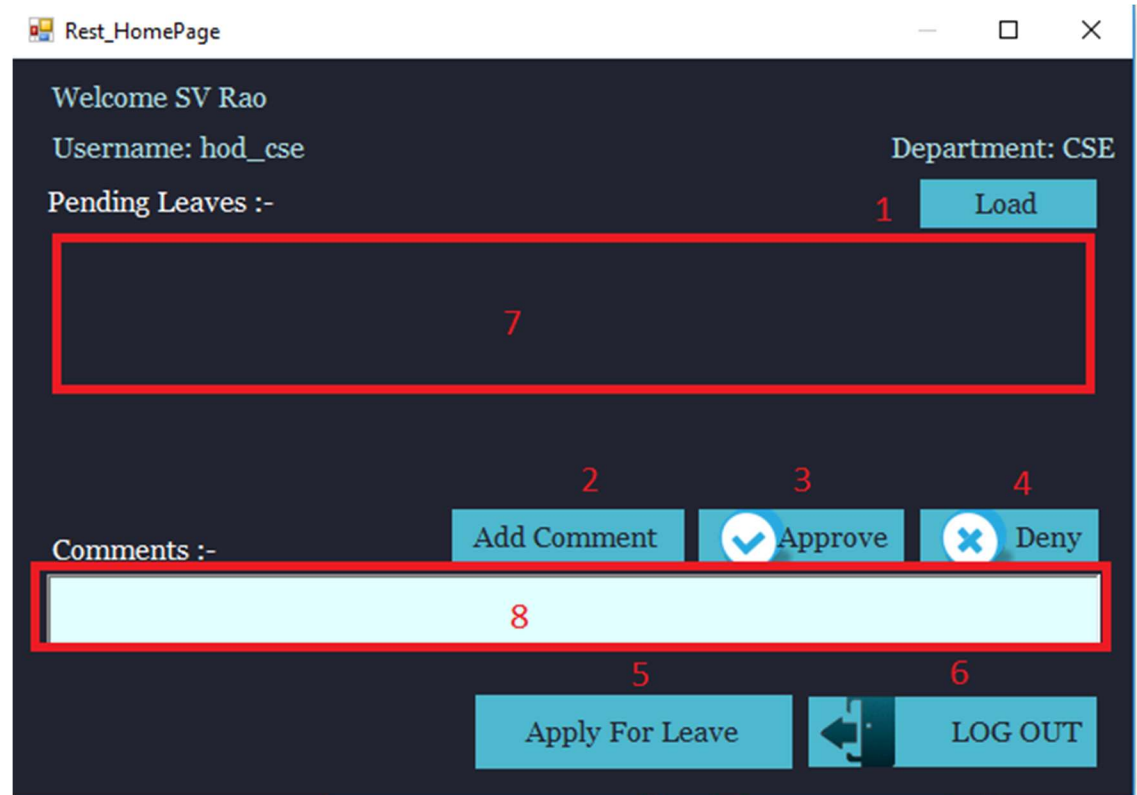 Rest_HomePage
Welcome SV Rao
Username: hod_cse
Department: CSE
Pending Leaves :-
1
Load
7
2
3
4
Add Comment
Approve
Deny
Comments :-
8
5
6
Apply For Leave
LOG OUT